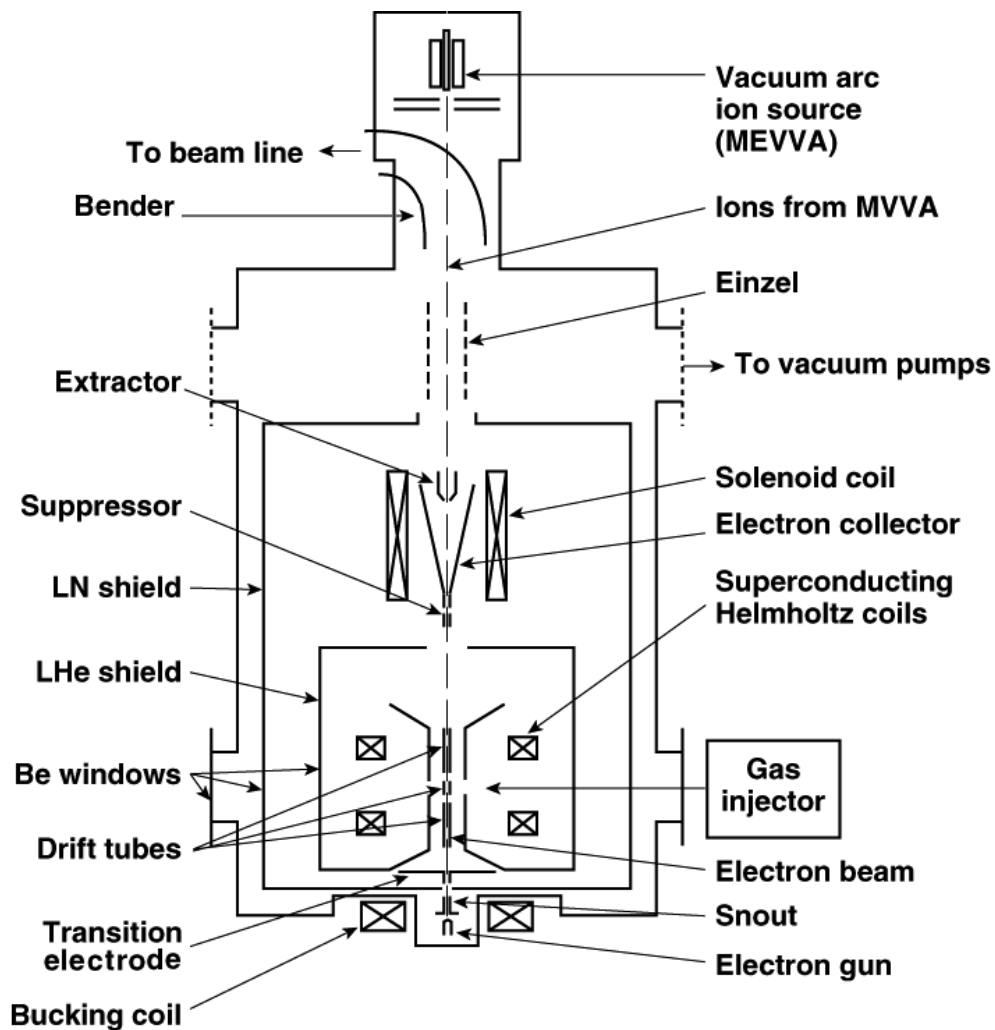 Vacuum arc
ion source
(MEVVA)
To beam line
Bender
Ions from MVVA
Einzel
To vacuum pumps
Extractor
Solenoid coil
Suppressor
Electron collector
LN shield
Superconducting
Helmholtz coils
LHe shield
Be windows
Gas
injector
Drift tubes
Electron beam
Snout
Transition
electrode
Electron gun
Bucking coil